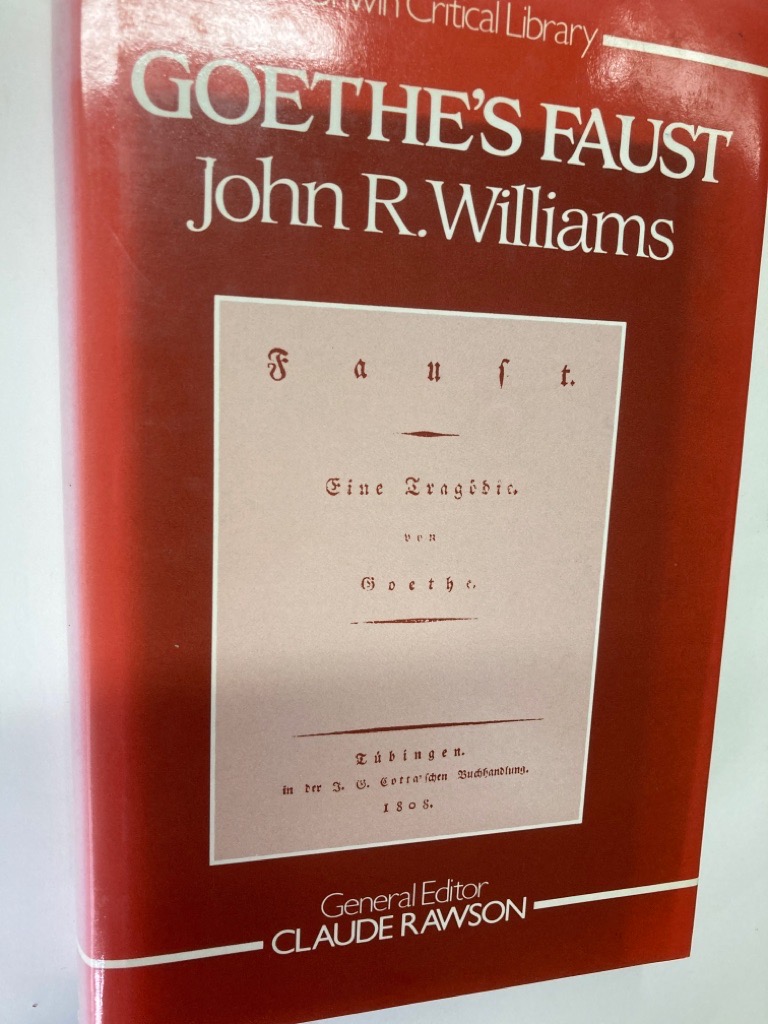 Critical Library
GOETHE'S FAUST
John R. Williams
Fauſt.
Eine Tragödie.
von
Goethe.
Tübingen.
in der J. G. Cotta'ſchen Buchhandlung.
1808.
General Editor
CLAUDE RAWSON